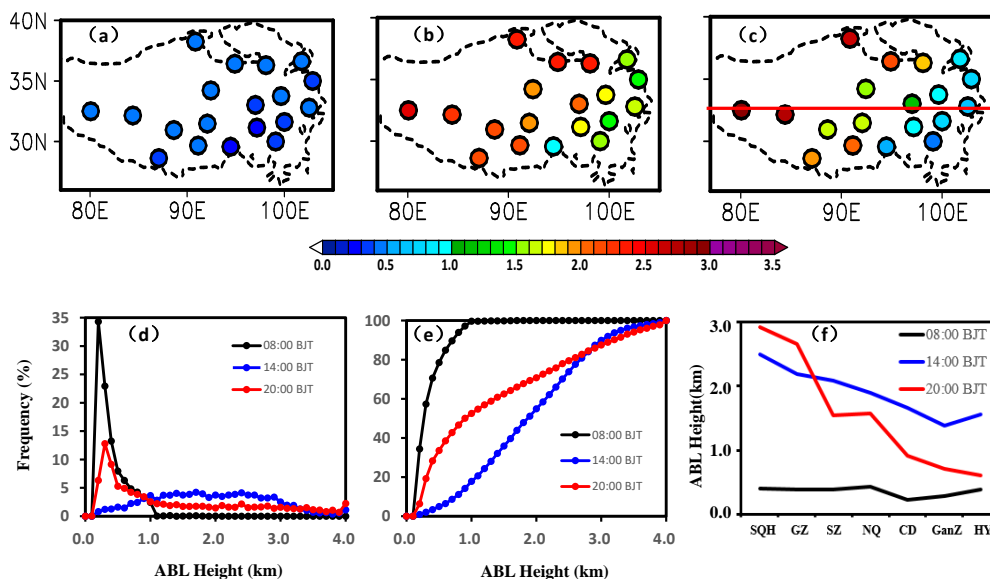 40N
35N
30N
(a)
(b)
(c)
80E 90E 100E
80E 90E 100E
80E 90E 100E
0.0 0.5 1.0 1.5 2.0 2.5 3.0 3.5
(d)
Frequency (%)
35
30
25
20
15
10
5
0
08:00 BJT
14:00 BJT
20:00 BJT
0.0 1.0 2.0 3.0 4.0
ABL Height (km)
(e)
100
80
60
40
20
0
08:00 BJT
14:00 BJT
20:00 BJT
0.0 1.0 2.0 3.0 4.0
ABL Height (km)
(f)
ABL Height(km)
3.0
2.0
1.0
0.0
08:00 BJT
14:00 BJT
20:00 BJT
SQH GZ SZ NQ CD GanZ HY